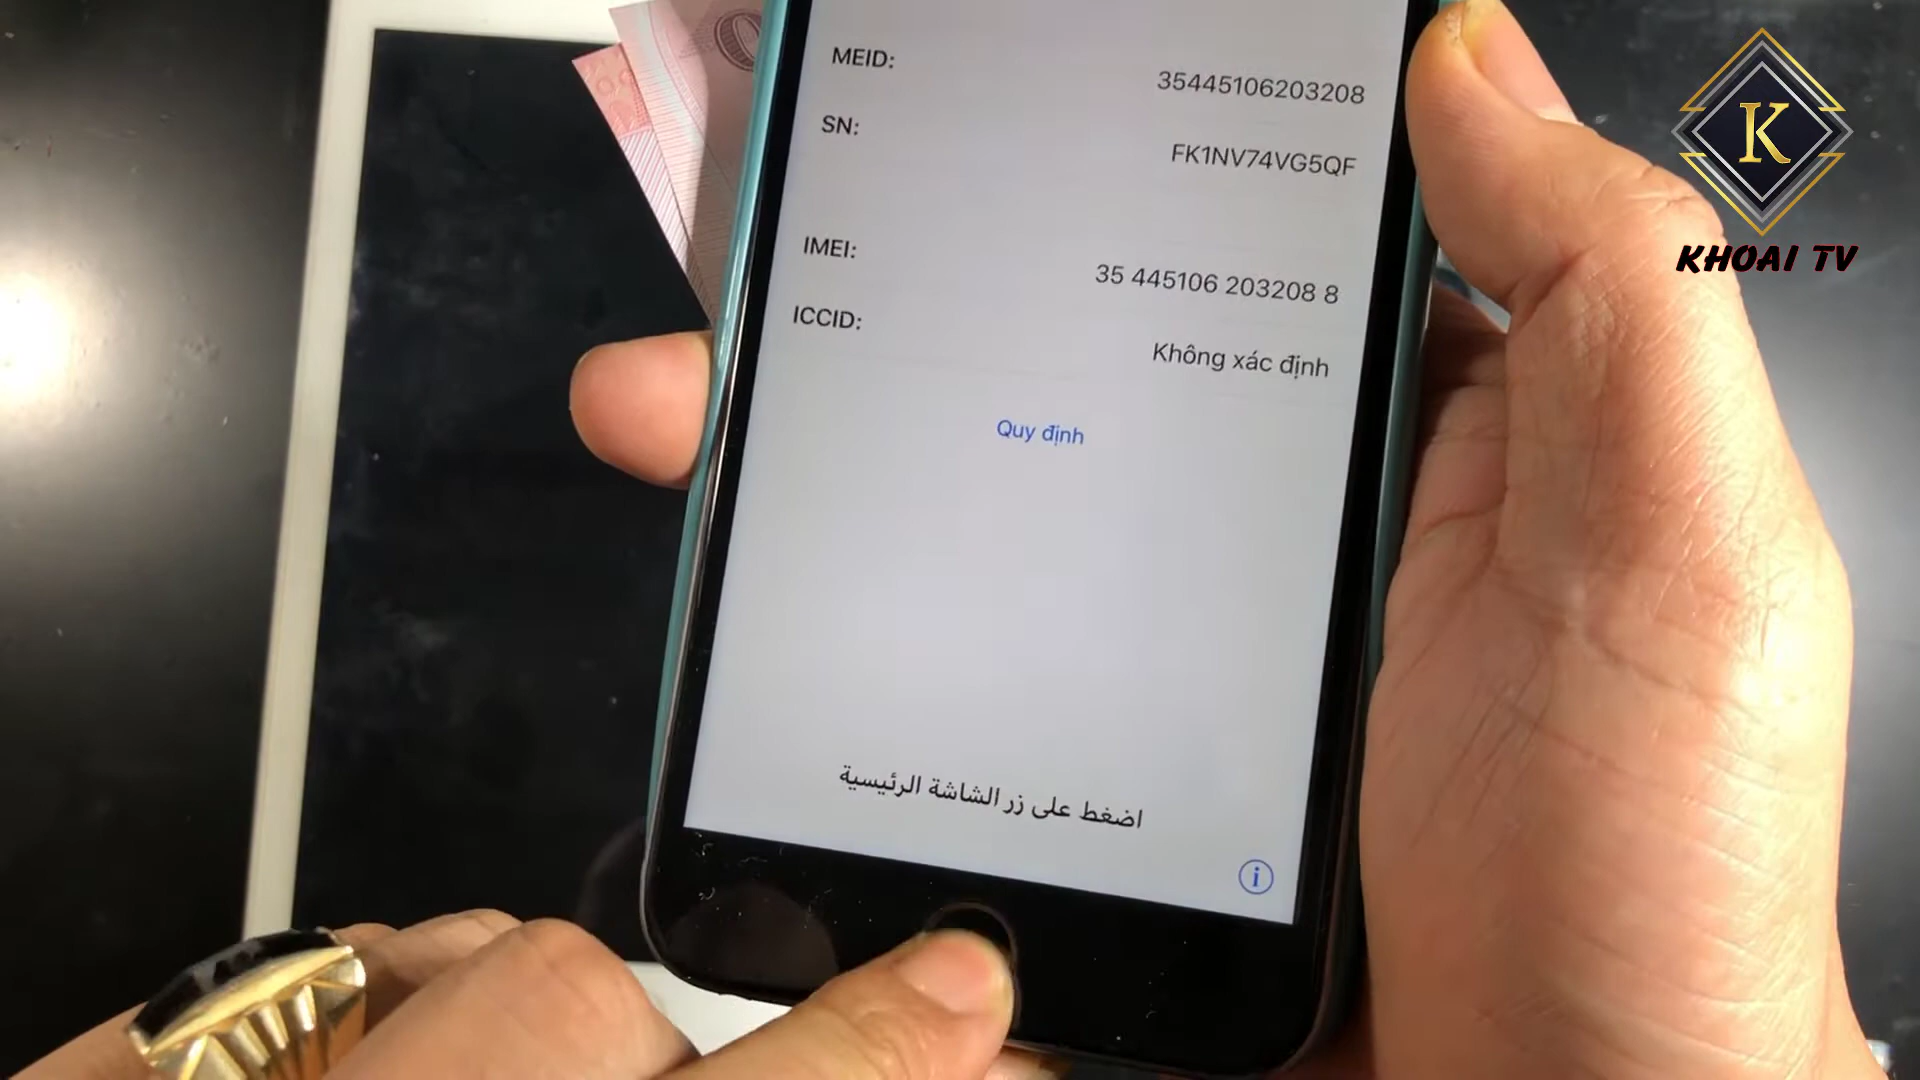 MEID:
35445106203208
SN:
FK1NV74VG5QF
IMEI:
35 445106 203208 8
ICCID:
Không xác định
Quy định
اضغط على زر الشاشة الرئيسية
i
K
KHOAI TV
0